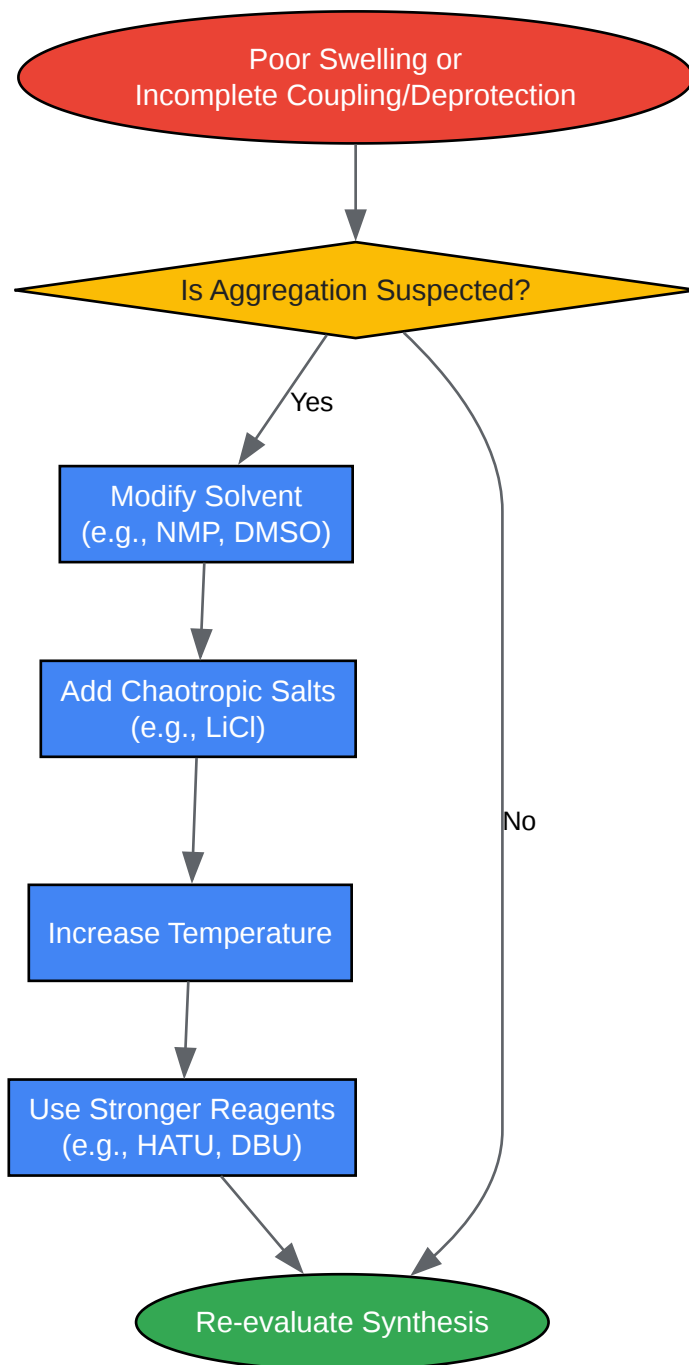 Poor Swelling or
Incomplete Coupling/Deprotection
Is Aggregation Suspected?
Yes
Modify Solvent
(e.g., NMP, DMSO)
Add Chaotropic Salts
(e.g., LiCl)
No
Increase Temperature
Use Stronger Reagents
(e.g., HATU, DBU)
Re-evaluate Synthesis